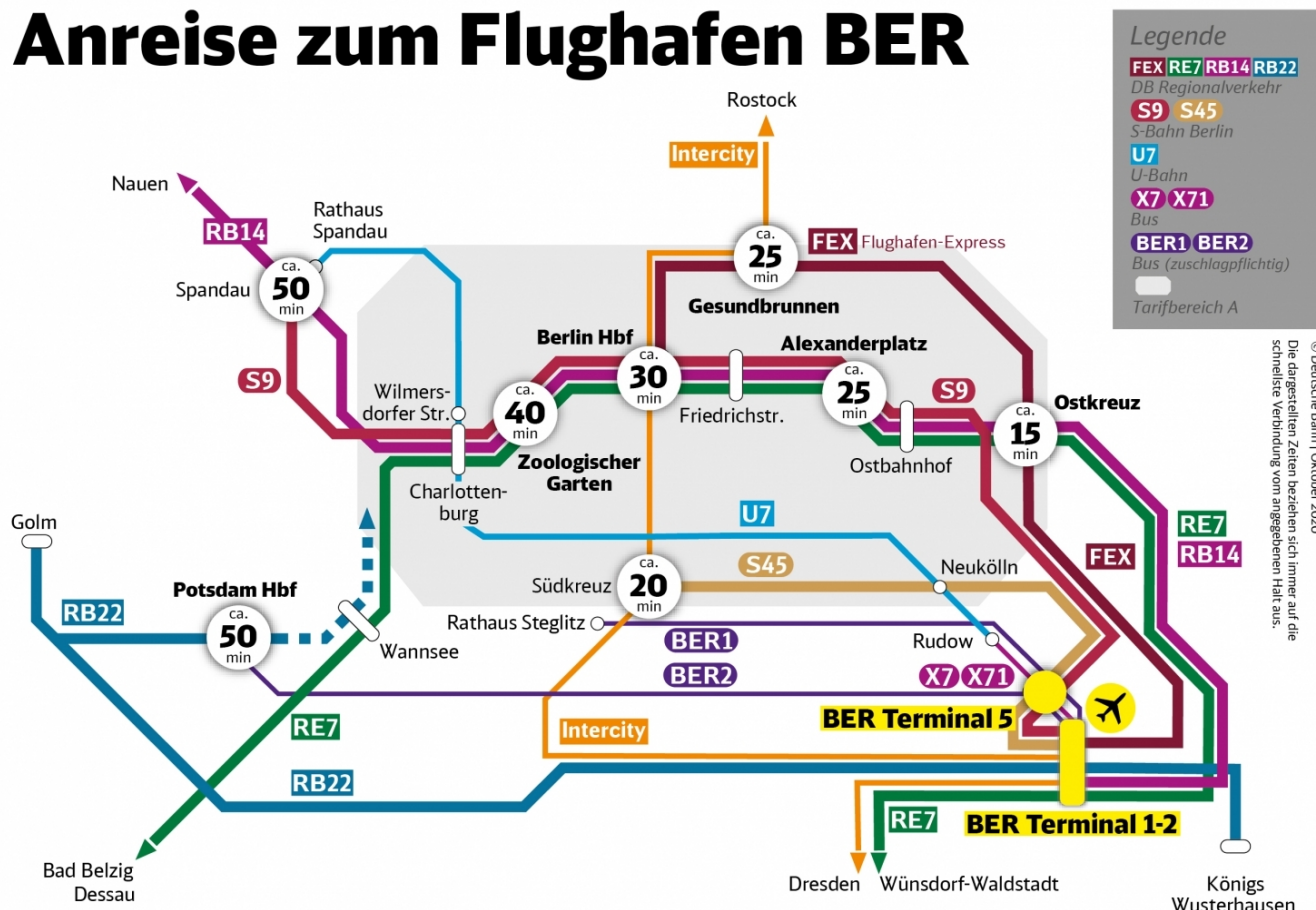 Anreise zum Flughafen BER
Legende
FEX RE7 RB14 RB22
DB Regionalverkehr
S9 S45
S-Bahn Berlin
U7
U-Bahn
X7 X71
Bus
BER1 BER2
Bus (zuschlagpflichtig)
Tarifbereich A
Rostock
Intercity
Nauen
RB14
Rathaus
Spandau
Spandau
ca.
50
min
ca.
25
min
FEX Flughafen-Express
Gesundbrunnen
Berlin Hbf
ca.
30
min
Alexanderplatz
ca.
25
min
S9
Wilmers-
dorfer Str.
ca.
40
min
Zoologischer
Garten
Friedrichstr.
S9
Ostbahnhof
Ostkreuz
ca.
15
min
Charlotten-
burg
Golm
U7
RE7
RB14
FEX
S45
Neukölln
Südkreuz
ca.
20
min
Potsdam Hbf
ca.
50
min
RB22
Wannsee
Rathaus Steglitz
BER1
BER2
Rudow
X7 X71
BER Terminal 5
RE7
Intercity
RB22
RE7
BER Terminal 1-2
Bad Belzig
Dessau
Dresden
Wünsdorf-Waldstadt
Königs
Wusterhausen
© Deutsche Bahn | Oktober 2020
Die dargestellten Zeiten beziehen sich immer auf die
schnellste Verbindung vom angegebenen Halt aus.